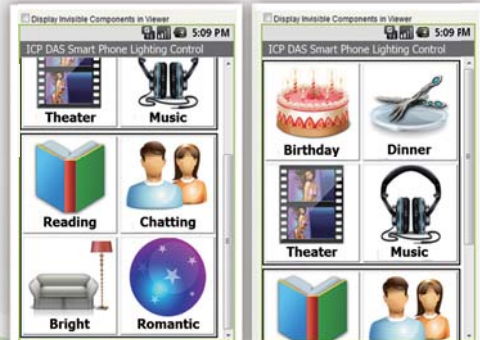 Display Invisible Components in Viewer
5:09 PM
ICP DAS Smart Phone Lighting Control
Theater
Music
Reading
Chatting
Bright
Romantic
Display Invisible Components in Viewer
5:09 PM
ICP DAS Smart Phone Lighting Control
Birthday
Dinner
Theater
Music